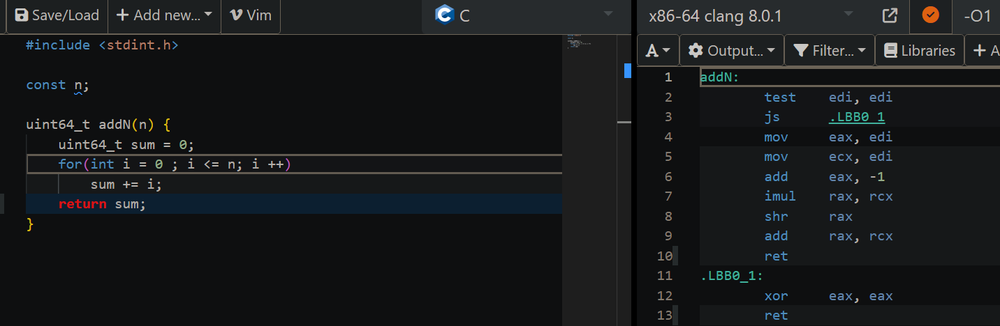 Save/Load + Add new... Vim C x86-64 clang 8.0.1 -O1
A Output... Filter... Libraries + A
#include <stdint.h>
const n;
uint64_t addN(n) {
    uint64_t sum = 0;
    for(int i = 0 ; i <= n; i ++)
        sum += i;
    return sum;
}
1 addN:
2         test    edi, edi
3         js      .LBB0_1
4         mov     eax, edi
5         mov     ecx, edi
6         add     eax, -1
7         imul    rax, rcx
8         shr     rax
9         add     rax, rcx
10         ret
11 .LBB0_1:
12         xor     eax, eax
13         ret